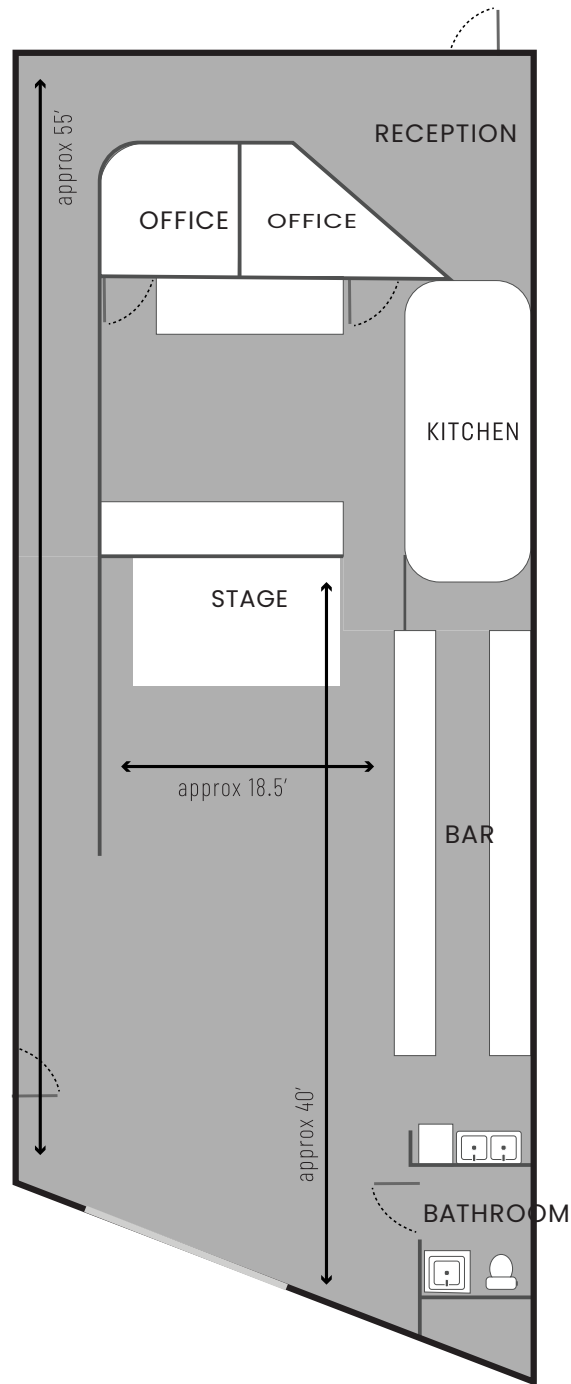 approx 55’
RECEPTION
OFFICE
OFFICE
KITCHEN
STAGE
approx 18.5’
BAR
approx 40’
BATHROOM